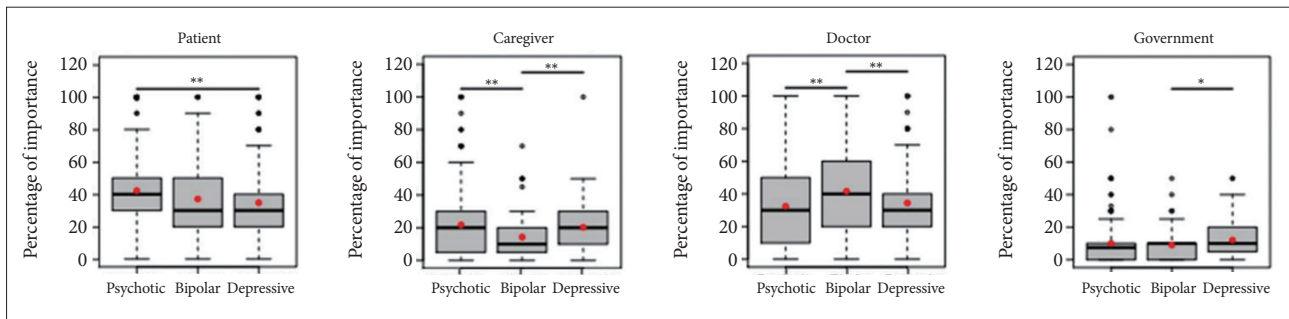 Patient
Percentage of importance
120
100
80
60
40
20
0
**
Psychotic Bipolar Depressive
Caregiver
Percentage of importance
120
100
80
60
40
20
0
**
**
Psychotic Bipolar Depressive
Doctor
Percentage of importance
120
100
80
60
40
20
0
**
**
Psychotic Bipolar Depressive
Government
Percentage of importance
120
100
80
60
40
20
0
*
Psychotic Bipolar Depressive